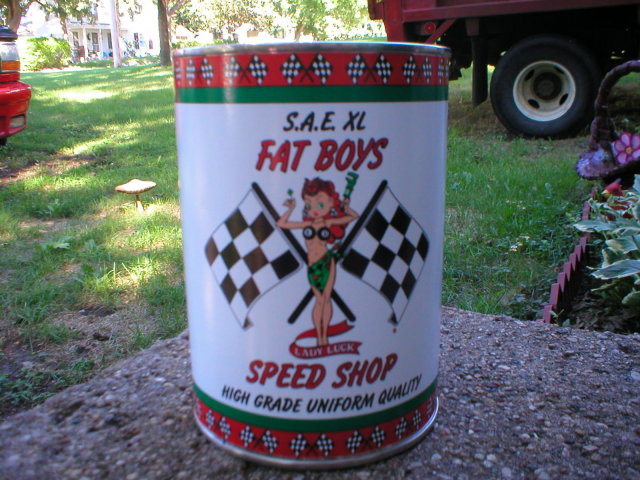 S.A.E. XL
FAT BOYS
LADY LUCK
SPEED SHOP
HIGH GRADE UNIFORM QUALITY